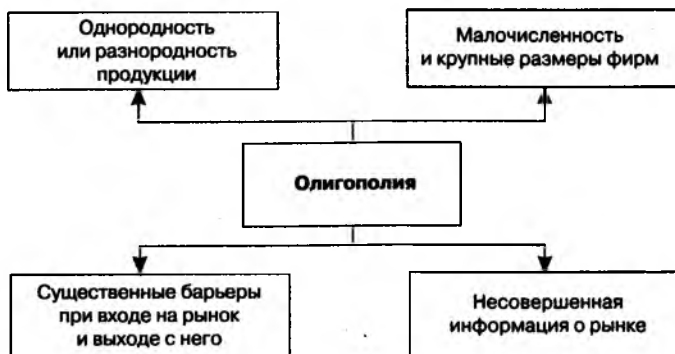 Однородность
или разнородность
продукции
Малочисленность
и крупные размеры фирм
Олигополия
Существенные барьеры
при входе на рынок
и выходе с него
Несовершенная
информация о рынке